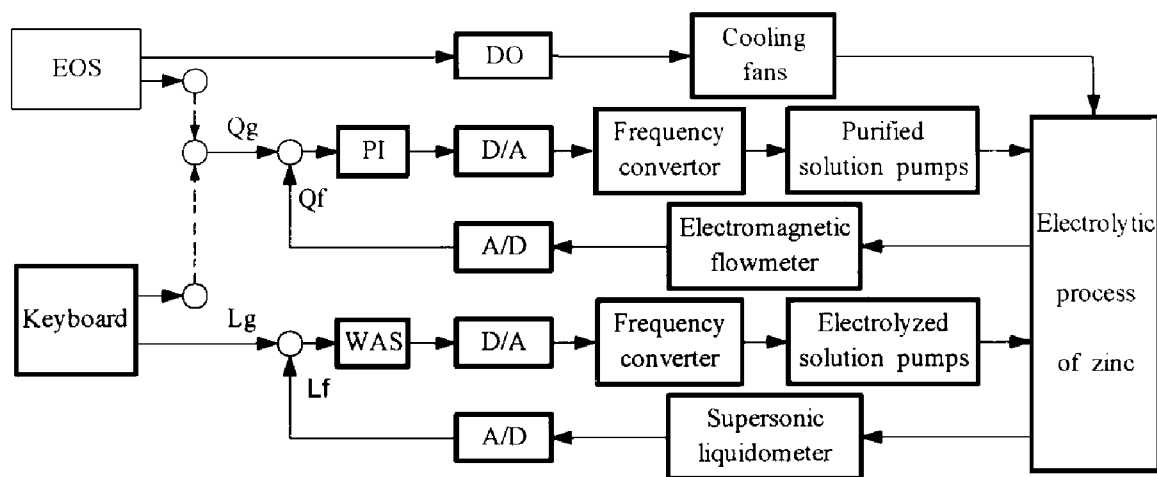 EOS
DO
Cooling
fans
Qg
PI
D/A
Frequency
convertor
Purified
solution pumps
Qf
A/D
Electromagnetic
flowmeter
Electrolytic
process
of zinc
Keyboard
Lg
WAS
D/A
Frequency
converter
Electrolyzed
solution pumps
Lf
A/D
Supersonic
liquidometer